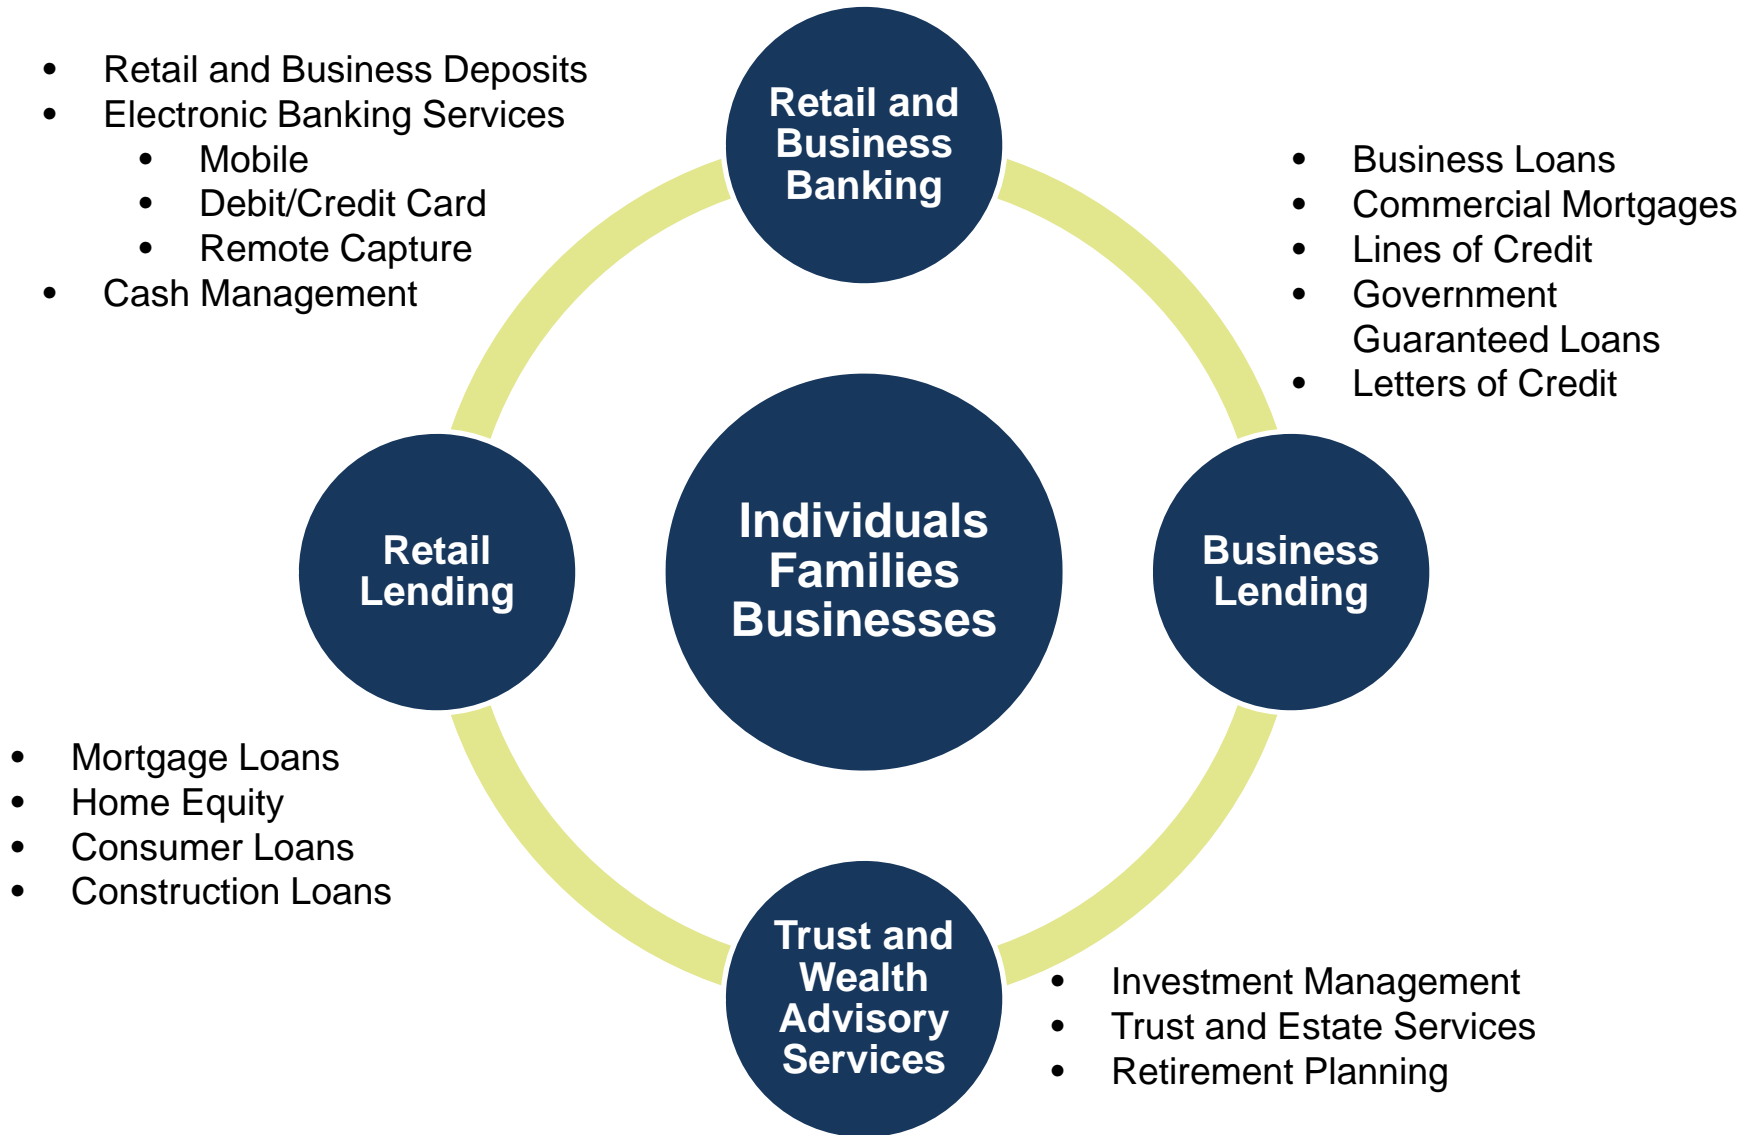 • Retail and Business Deposits
• Electronic Banking Services
• Mobile
• Debit/Credit Card
• Remote Capture
• Cash Management
Retail and
Business
Banking
• Business Loans
• Commercial Mortgages
• Lines of Credit
• Government
Guaranteed Loans
• Letters of Credit
Retail
Lending
Individuals
Families
Businesses
Business
Lending
• Mortgage Loans
• Home Equity
• Consumer Loans
• Construction Loans
Trust and
Wealth
Advisory
Services
• Investment Management
• Trust and Estate Services
• Retirement Planning